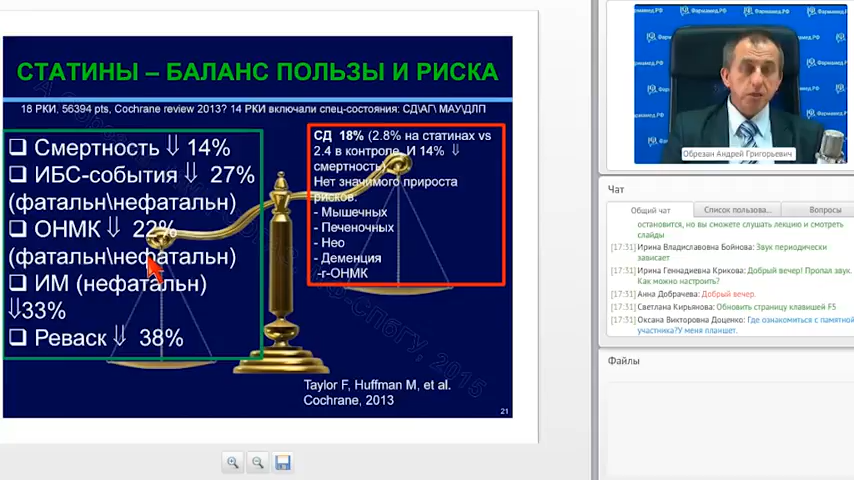 СТАТИНЫ – БАЛАНС ПОЛЬЗЫ И РИСКА
18 РКИ, 56394 pts, Cochrane review 2013? 14 РКИ включали спец-состояния: СД\АГ\ МАУ\ДЛП
❑ Смертность ⇓ 14%
❑ ИБС-события ⇓ 27%
(фатальн\нефатальн)
❑ ОНМК ⇓ 22%
(фатальн\нефатальн)
❑ ИМ (нефатальн)
⇓33%
❑ Реваск ⇓ 38%
СД 18% (2.8% на статинах vs
2.4 в контроле. И 14% ⇓
смертность)
Нет значимого прироста
рисков:
- Мышечных
- Печеночных
- Нео
- Деменция
-г-ОНМК
Taylor F, Huffman M, et al.
Cochrane, 2013
21
Фармамед.РФ
Обрезан Андрей Григорьевич
Чат
Общий чат
Список пользова...
Вопросы
остановится, но вы сможете слушать лекцию и смотреть
слайды
[17:31] Ирина Владиславовна Бойнова: Звук периодически
зависает
[17:31] Ирина Геннадиевна Крикова: Добрый вечер! Пропал звук.
Как можно настроить?
[17:31] Анна Добрачева: Добрый вечер.
[17:31] Светлана Кирьянова: Обновить страницу клавишей F5
[17:31] Оксана Викторовна Доценко: Где ознакомиться с памятной
участника?У меня планшет.
Файлы